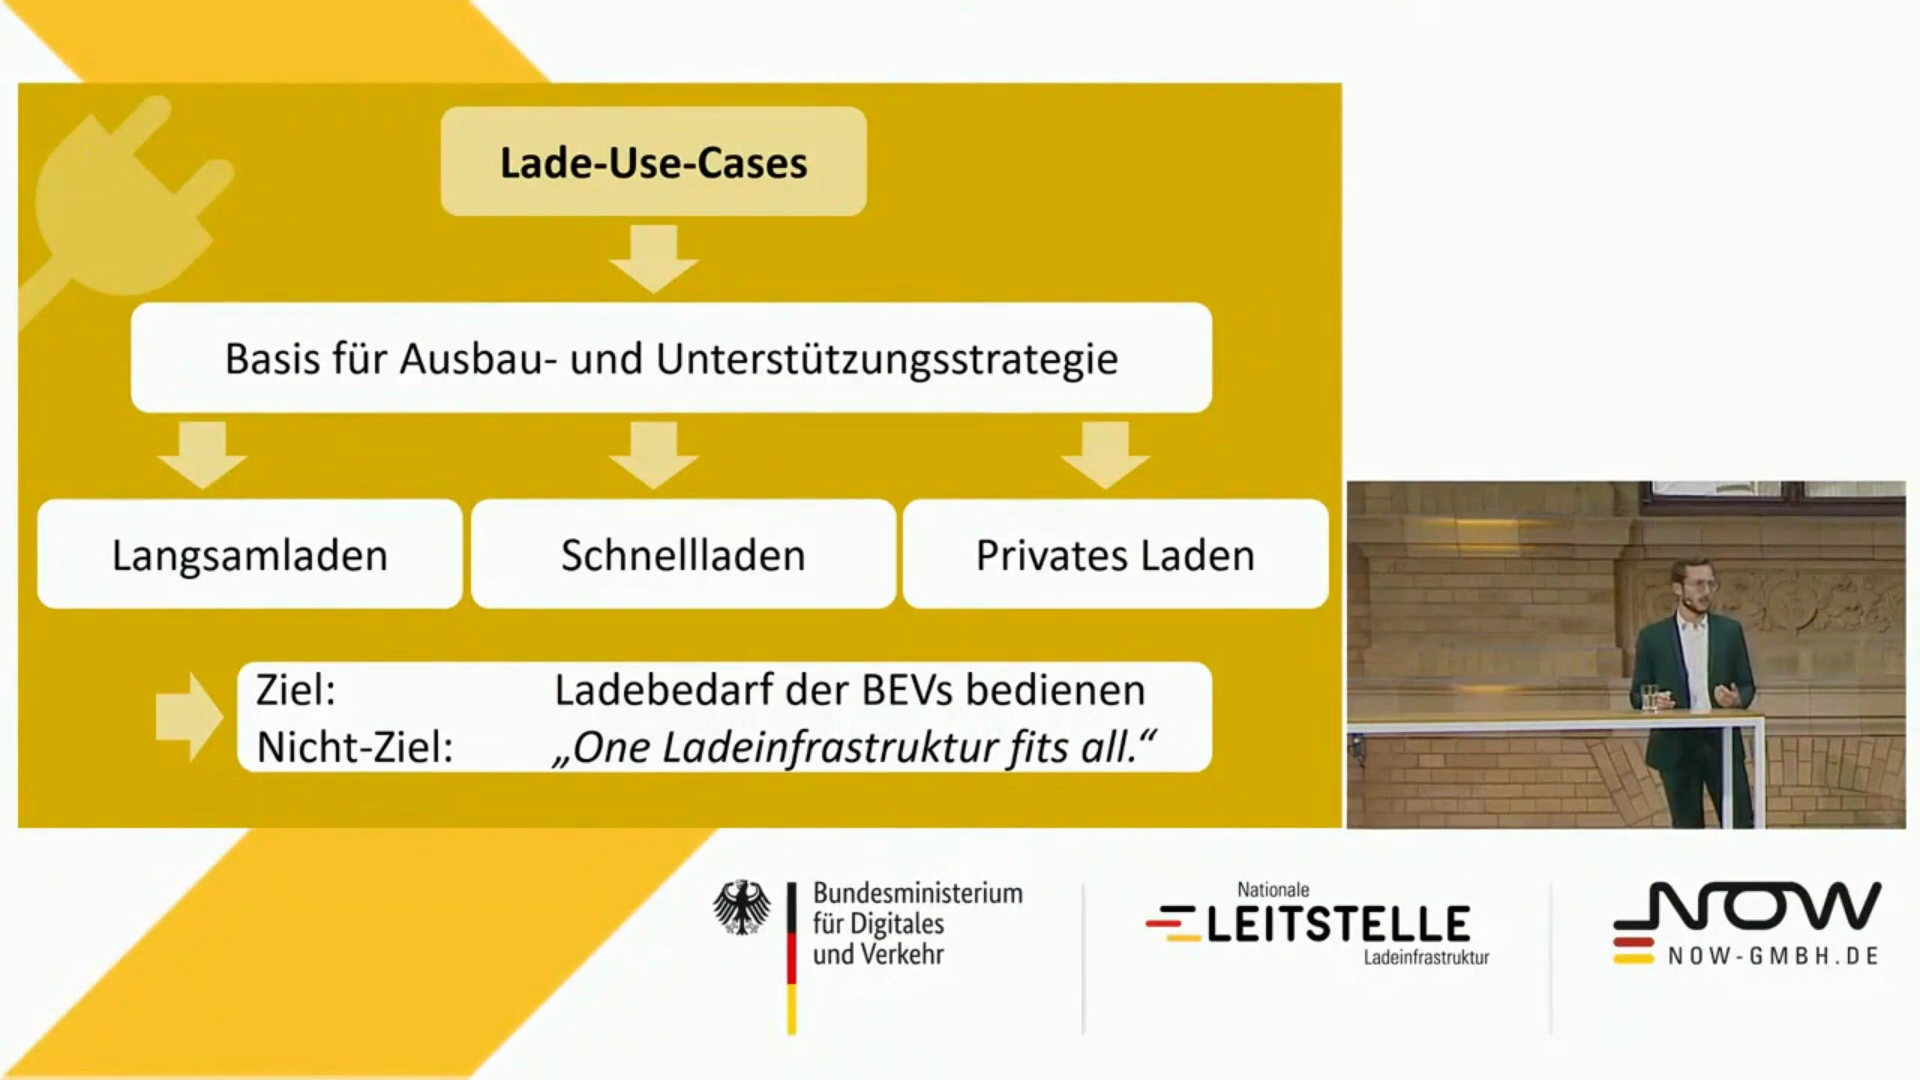 Lade-Use-Cases
Basis für Ausbau- und Unterstützungsstrategie
Langsamladen
Schnellladen
Privates Laden
Ziel: Ladebedarf der BEVs bedienen
Nicht-Ziel: „One Ladeinfrastruktur fits all.“
Bundesministerium
für Digitales
und Verkehr
Nationale
LEITSTELLE
Ladeinfrastruktur
NOW
NOW-GMBH.DE